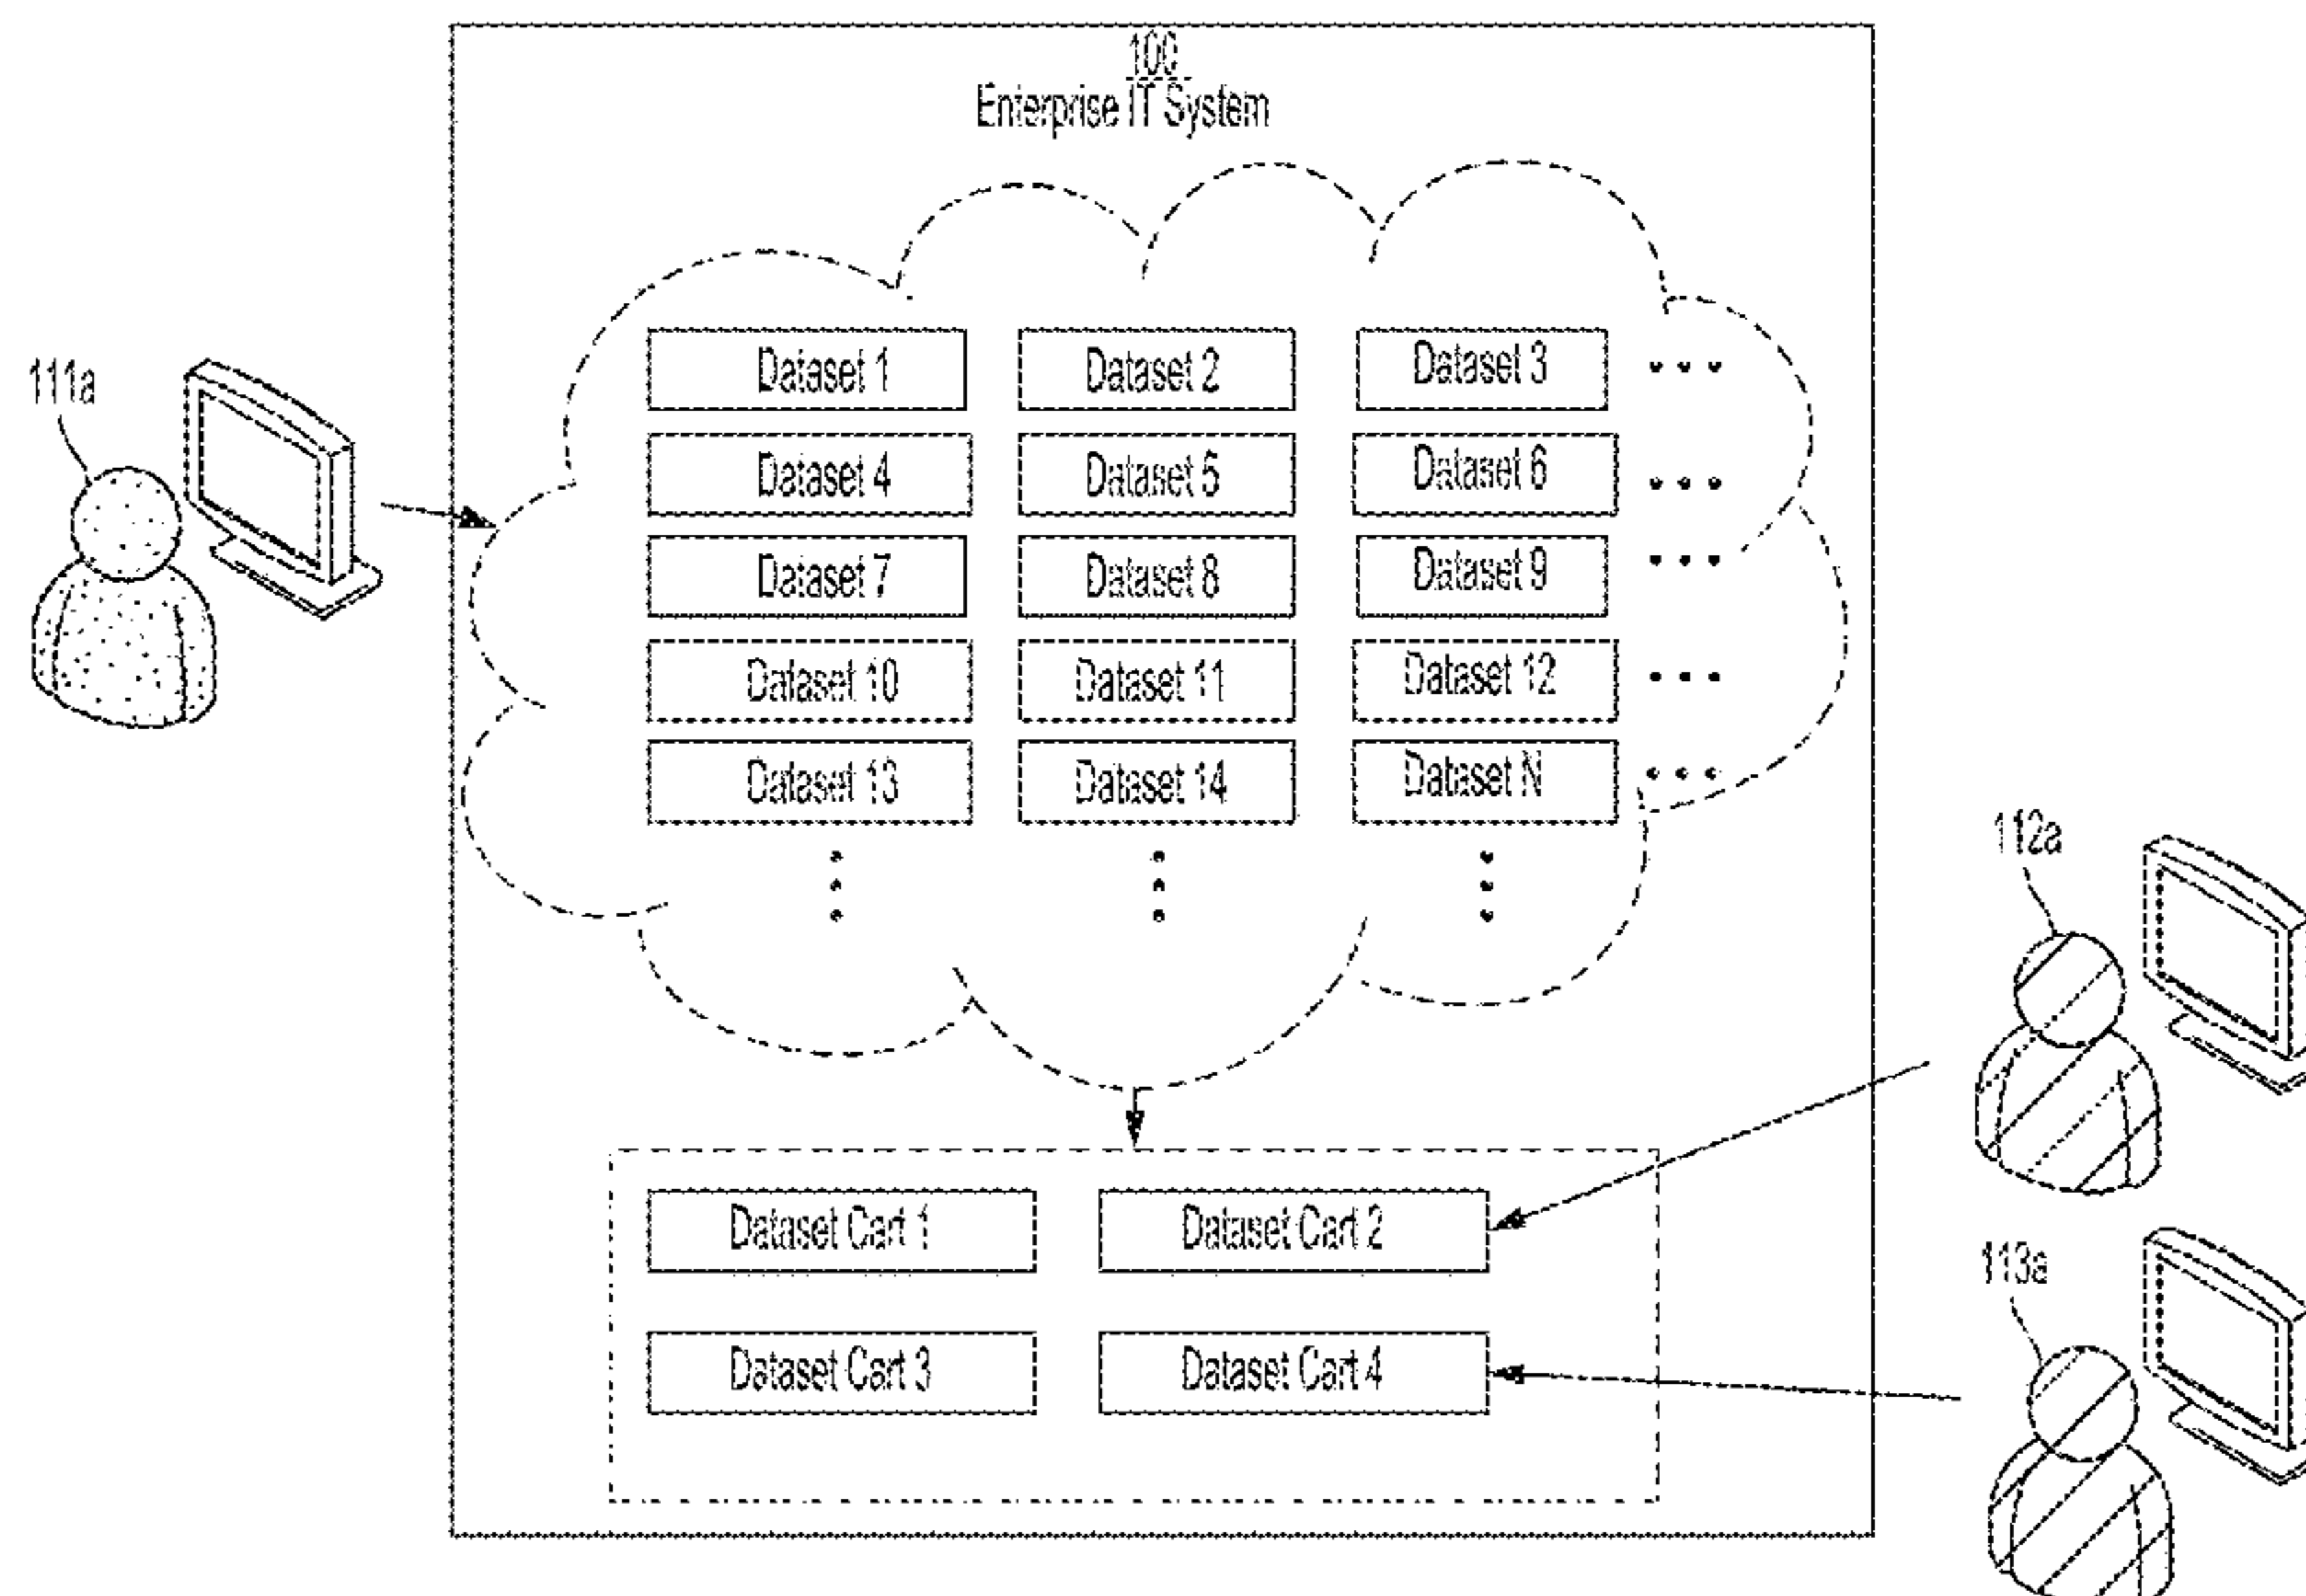 100
Enterprise IT System
111a
Dataset 1 Dataset 2 Dataset 3 •••
Dataset 4 Dataset 5 Dataset 6 •••
Dataset 7 Dataset 8 Dataset 9 •••
Dataset 10 Dataset 11 Dataset 12 •••
Dataset 13 Dataset 14 Dataset N •••
112a
Dataset Cart 1 Dataset Cart 2
113a
Dataset Cart 3 Dataset Cart 4